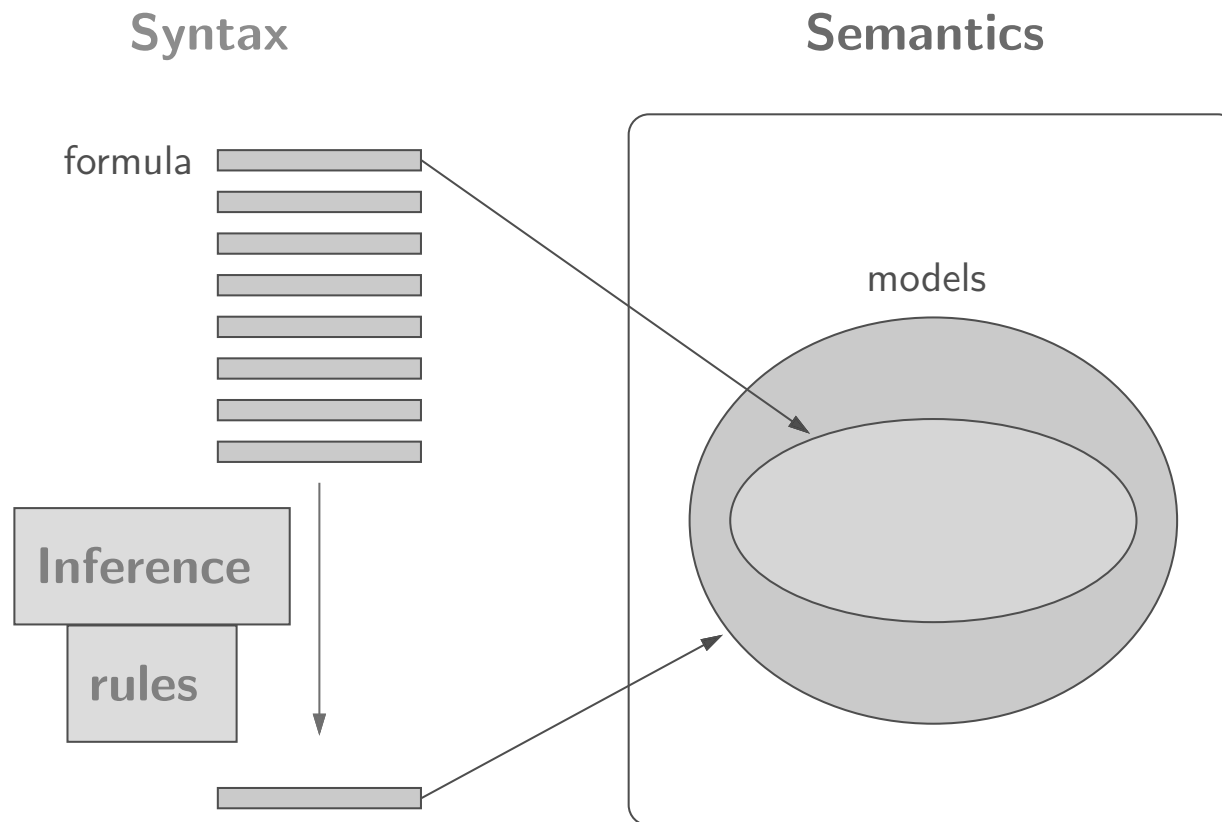 Syntax
Semantics
formula
models
Inference
rules